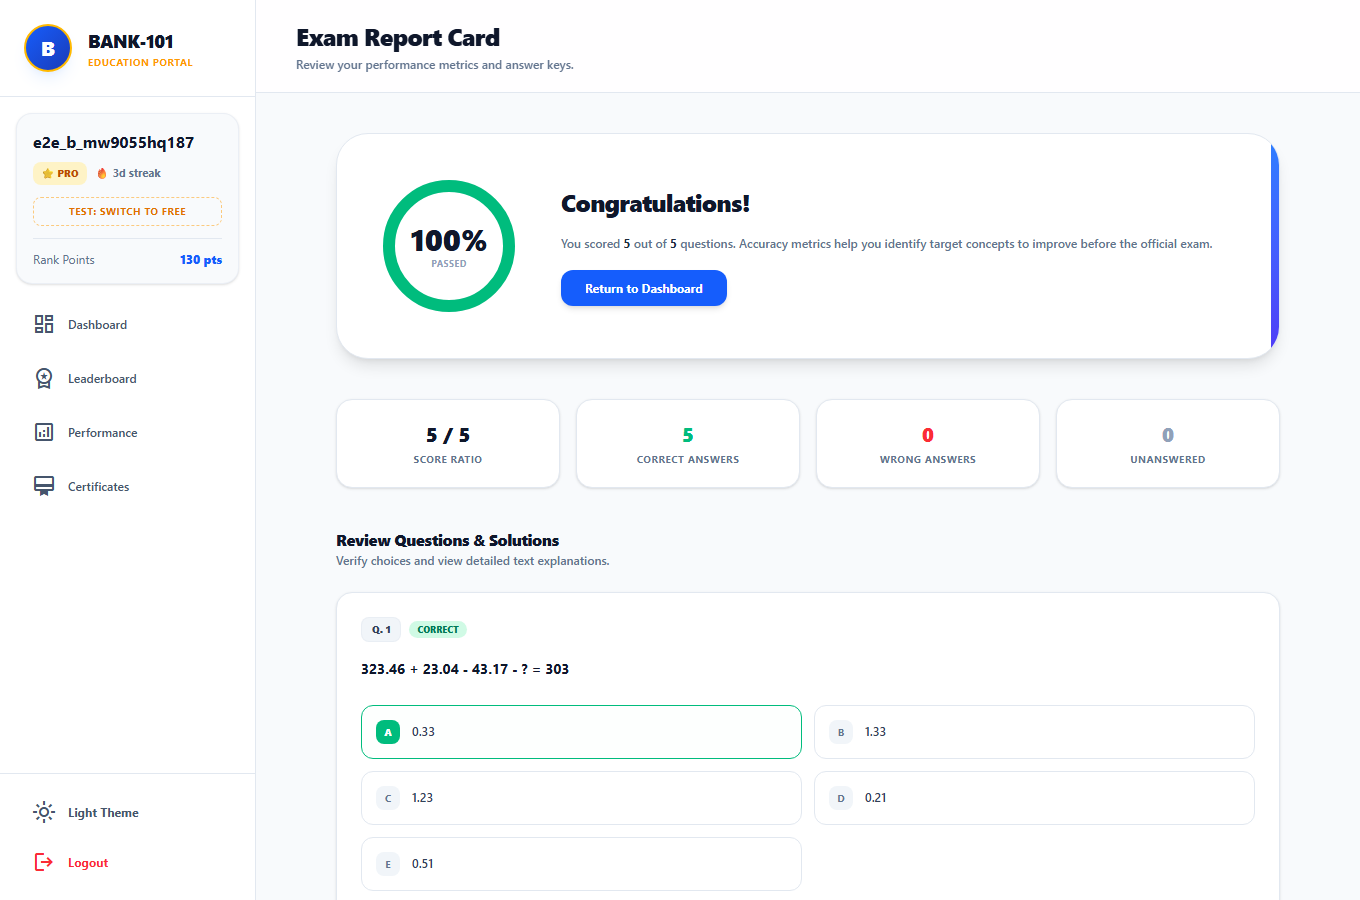 B
BANK-101
EDUCATION PORTAL
e2e_b_mw9055hq187
PRO
3d streak
TEST: SWITCH TO FREE
Rank Points
130 pts
Dashboard
Leaderboard
Performance
Certificates
Light Theme
Logout
Exam Report Card
Review your performance metrics and answer keys.
100%
PASSED
Congratulations!
You scored 5 out of 5 questions. Accuracy metrics help you identify target concepts to improve before the official exam.
Return to Dashboard
5 / 5
SCORE RATIO
5
CORRECT ANSWERS
0
WRONG ANSWERS
0
UNANSWERED
Review Questions & Solutions
Verify choices and view detailed text explanations.
Q. 1
CORRECT
323.46 + 23.04 - 43.17 - ? = 303
A 0.33
B 1.33
C 1.23
D 0.21
E 0.51